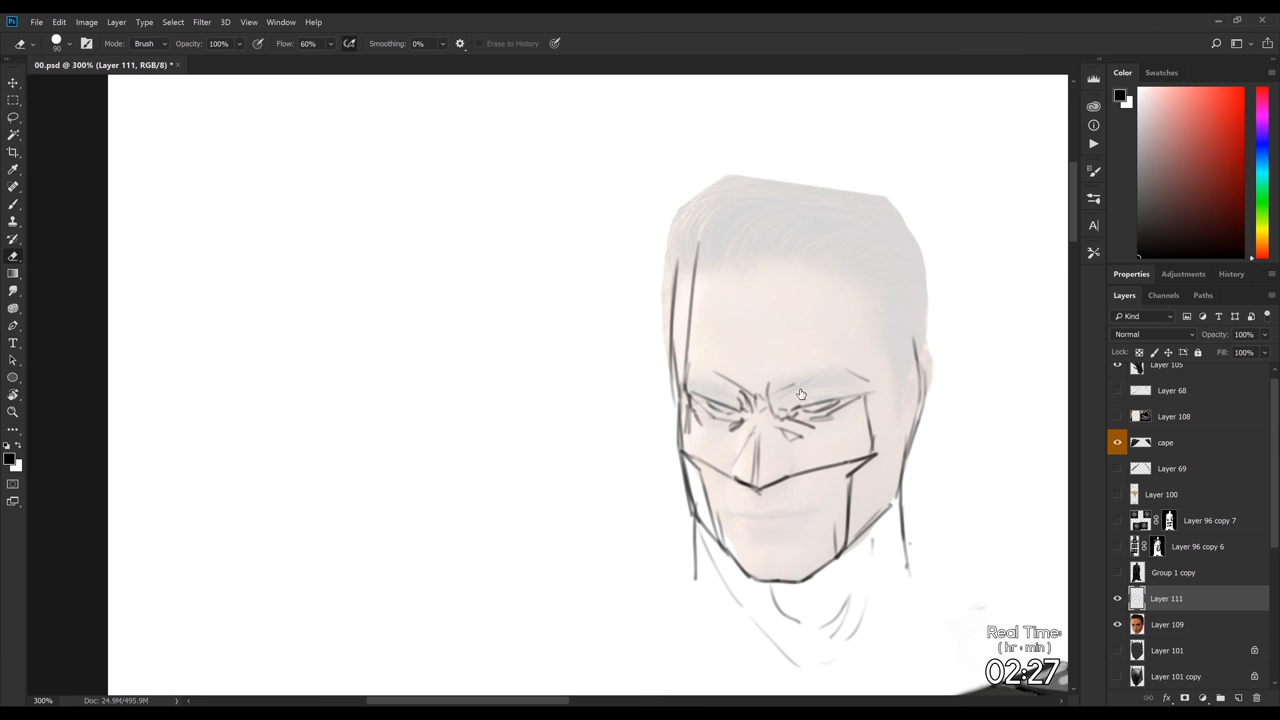 Ps File Edit Image Layer Type Select Filter 3D View Window Help
90 Mode: Brush Opacity: 100% Flow: 60% Smoothing: 0% Erase to History
00.psd @ 300% (Layer 111, RGB/8) * ×
Color Swatches
Properties Adjustments History
Layers Channels Paths
Kind
Normal Opacity: 100%
Lock: Fill: 100%
Layer 105
Layer 68
Layer 108
cape
Layer 69
Layer 100
Layer 96 copy 7
Layer 96 copy 6
Group 1 copy
Layer 111
Layer 109
Layer 101
Layer 101 copy
Real Time:
( hr : min )
02:27
300% Doc: 24.9M/495.9M
fx